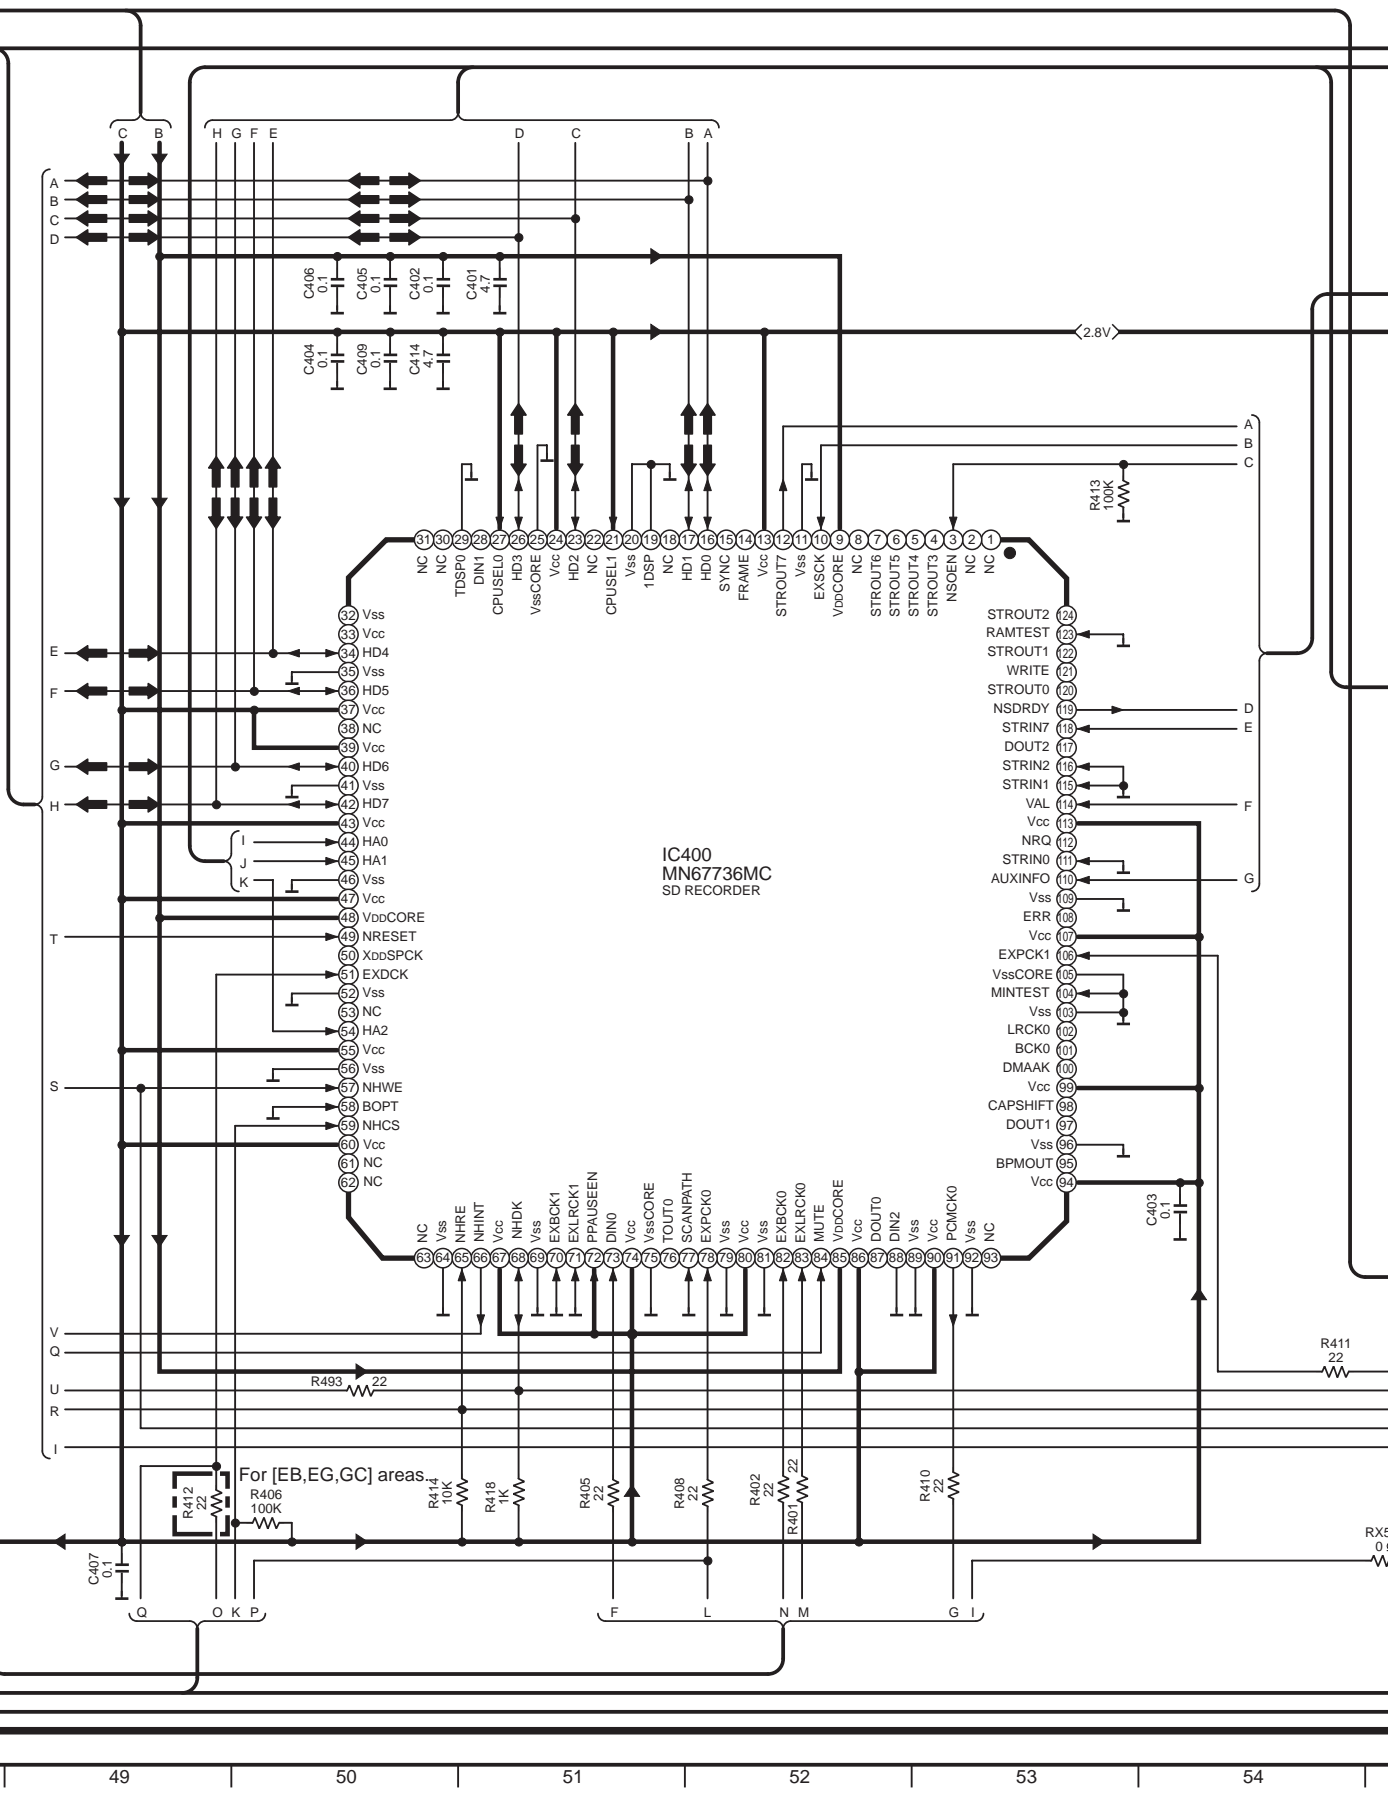 C B H G F E D C B A
A
B
C
D
C406 0.1
C405 0.1
C402 0.1
C401 4.7
2.8V
C404 0.1
C409 0.1
C414 4.7
A
B
C
R413 100K
31 30 29 28 27 26 25 24 23 22 21 20 19 18 17 16 15 14 13 12 11 10 9 8 7 6 5 4 3 2 1
NC NC TDSP0 DIN1 CPUSEL0 HD3 VssCORE Vcc HD2 NC CPUSEL1 Vss 1DSP NC HD1 HD0 SYNC FRAME Vcc STROUT7 Vss EXSCK VDDCORE NC STROUT6 STROUT5 STROUT4 STROUT3 NSOEN NC NC
32 Vss
33 Vcc
E 34 HD4
35 Vss
F 36 HD5
37 Vcc
38 NC
39 Vcc
G 40 HD6
41 Vss
H 42 HD7
43 Vcc
I 44 HA0
J 45 HA1
K 46 Vss
47 Vcc
48 VDDCORE
T 49 NRESET
50 XDDSPCK
51 EXDCK
52 Vss
53 NC
54 HA2
55 Vcc
56 Vss
S 57 NHWE
58 BOPT
59 NHCS
60 Vcc
61 NC
62 NC
IC400
MN67736MC
SD RECORDER
STROUT2 124
RAMTEST 123
STROUT1 122
WRITE 121
STROUT0 120
NSDRDY 119 D
STRIN7 118 E
DOUT2 117
STRIN2 116
STRIN1 115
VAL 114 F
Vcc 113
NRQ 112
STRIN0 111
AUXINFO 110 G
Vss 109
ERR 108
Vcc 107
EXPCK1 106
VssCORE 105
MINTEST 104
Vss 103
LRCK0 102
BCK0 101
DMAAK 100
Vcc 99
CAPSHIFT 98
DOUT1 97
Vss 96
BPMOUT 95
Vcc 94
C403 0.1
NC Vss NHRE NHINT Vcc NHDK Vss EXBCK1 EXLRCK1 PPAUSEEN DIN0 Vcc VssCORE TOUT0 SCANPATH EXPCK0 Vss Vcc Vss EXBCK0 EXLRCK0 MUTE VDDCORE Vcc DOUT0 DIN2 Vss Vcc PCMCK0 Vss NC
63 64 65 66 67 68 69 70 71 72 73 74 75 76 77 78 79 80 81 82 83 84 85 86 87 88 89 90 91 92 93
V
Q
R411
22
R493 22
U
R
I
For [EB,EG,GC] areas.
R412 22
R406
100K
R414 10K
R418 1K
R405 22
R408 22
R402 22
R401 22
R410 22
RX5
0
C407 0.1
Q O K P F L N M G I
49 50 51 52 53 54